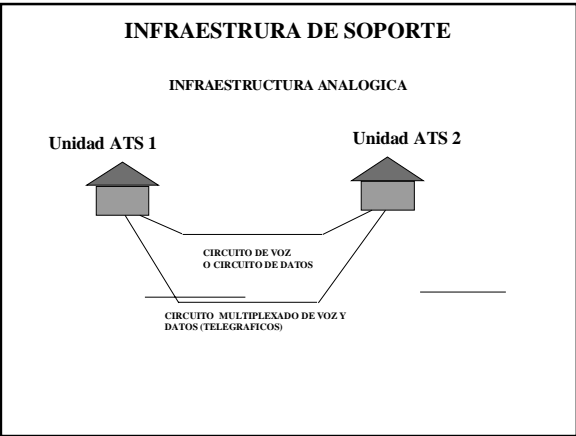 INFRAESTRURA DE SOPORTE
INFRAESTRUCTURA ANALOGICA
Unidad ATS 1
Unidad ATS 2
CIRCUITO DE VOZ
O CIRCUITO DE DATOS
CIRCUITO MULTIPLEXADO DE VOZ Y
DATOS (TELEGRAFICOS)